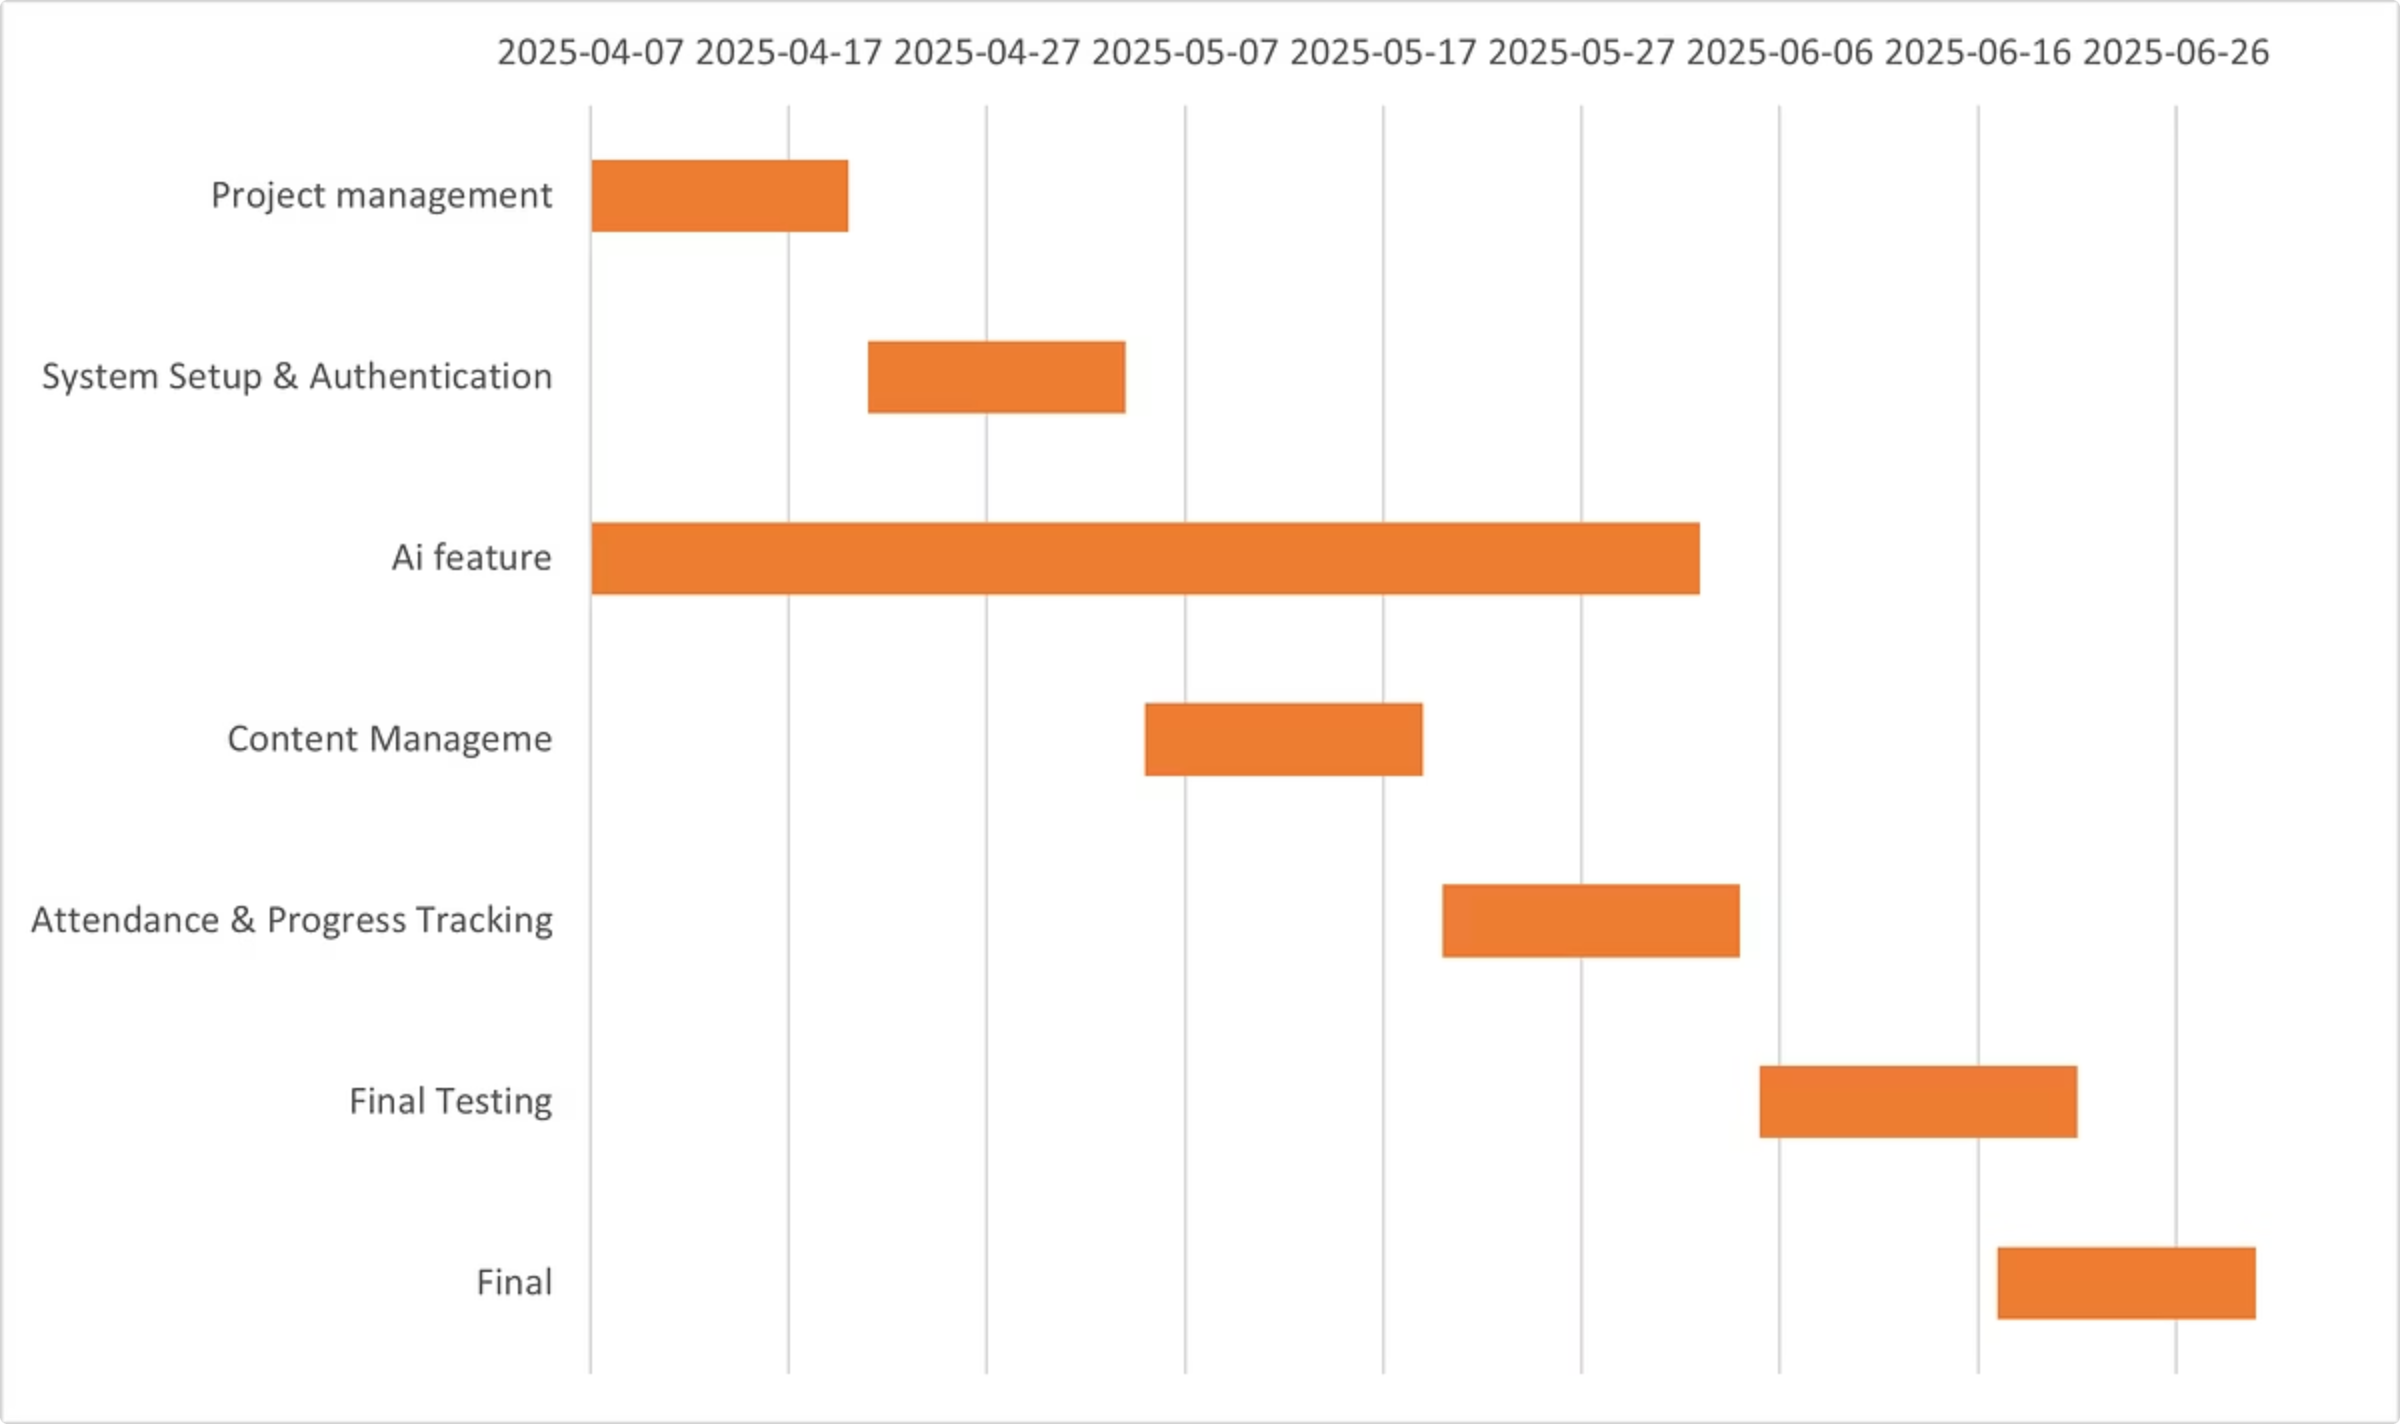 2025-04-07 2025-04-17 2025-04-27 2025-05-07 2025-05-17 2025-05-27 2025-06-06 2025-06-16 2025-06-26
Project management
System Setup & Authentication
Ai feature
Content Manageme
Attendance & Progress Tracking
Final Testing
Final